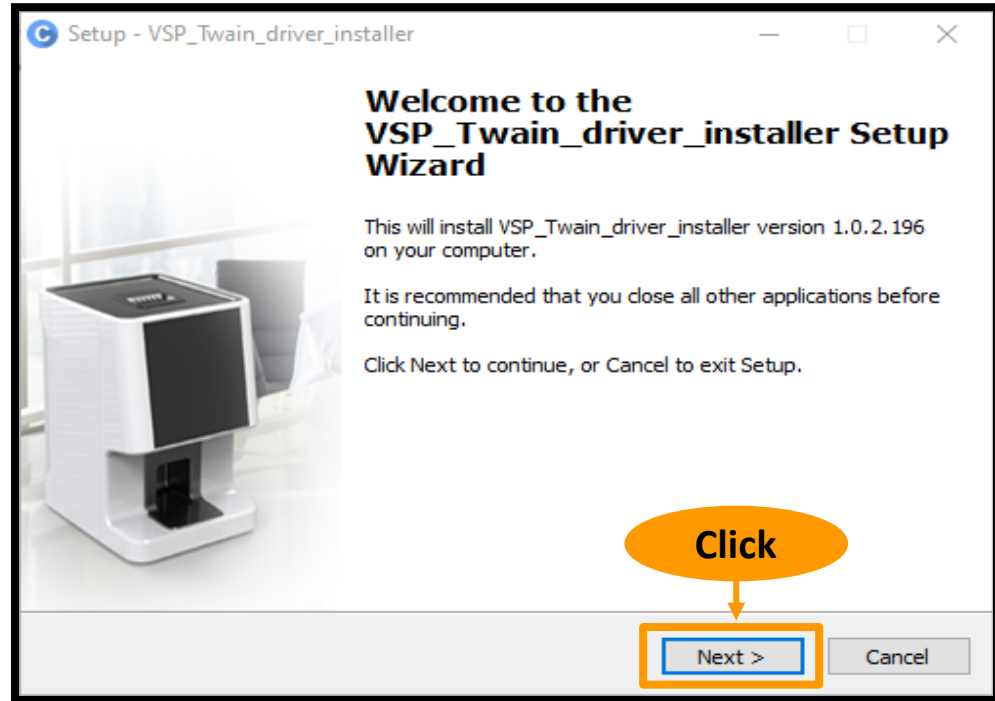 Setup - VSP_Twain_driver_installer
Welcome to the
VSP_Twain_driver_installer Setup
Wizard
This will install VSP_Twain_driver_installer version 1.0.2.196
on your computer.
It is recommended that you close all other applications before
continuing.
Click Next to continue, or Cancel to exit Setup.
Click
Next >
Cancel